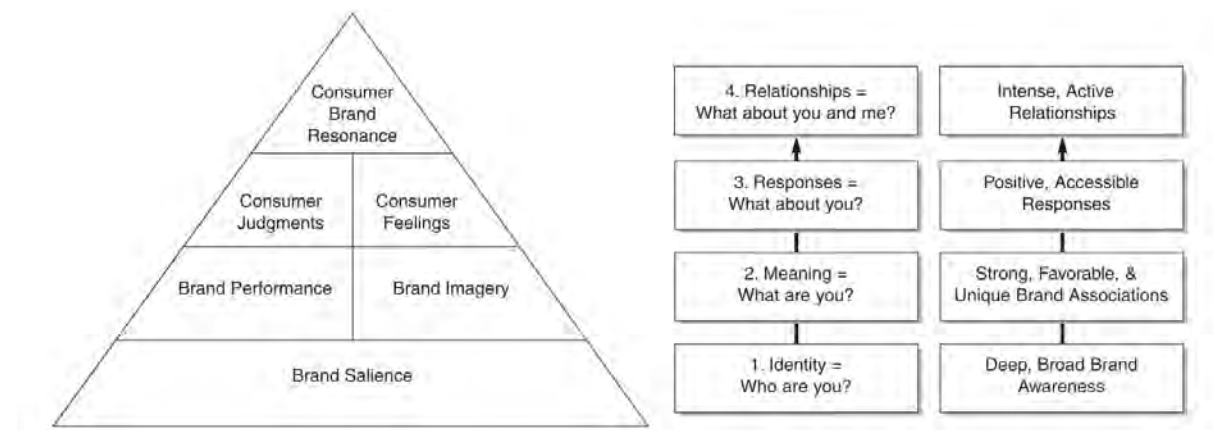 Consumer
Brand
Resonance
Consumer
Judgments
Consumer
Feelings
Brand Performance
Brand Imagery
Brand Salience
4. Relationships =
What about you and me?
Intense, Active
Relationships
3. Responses =
What about you?
Positive, Accessible
Responses
2. Meaning =
What are you?
Strong, Favorable, &
Unique Brand Associations
1. Identity =
Who are you?
Deep, Broad Brand
Awareness